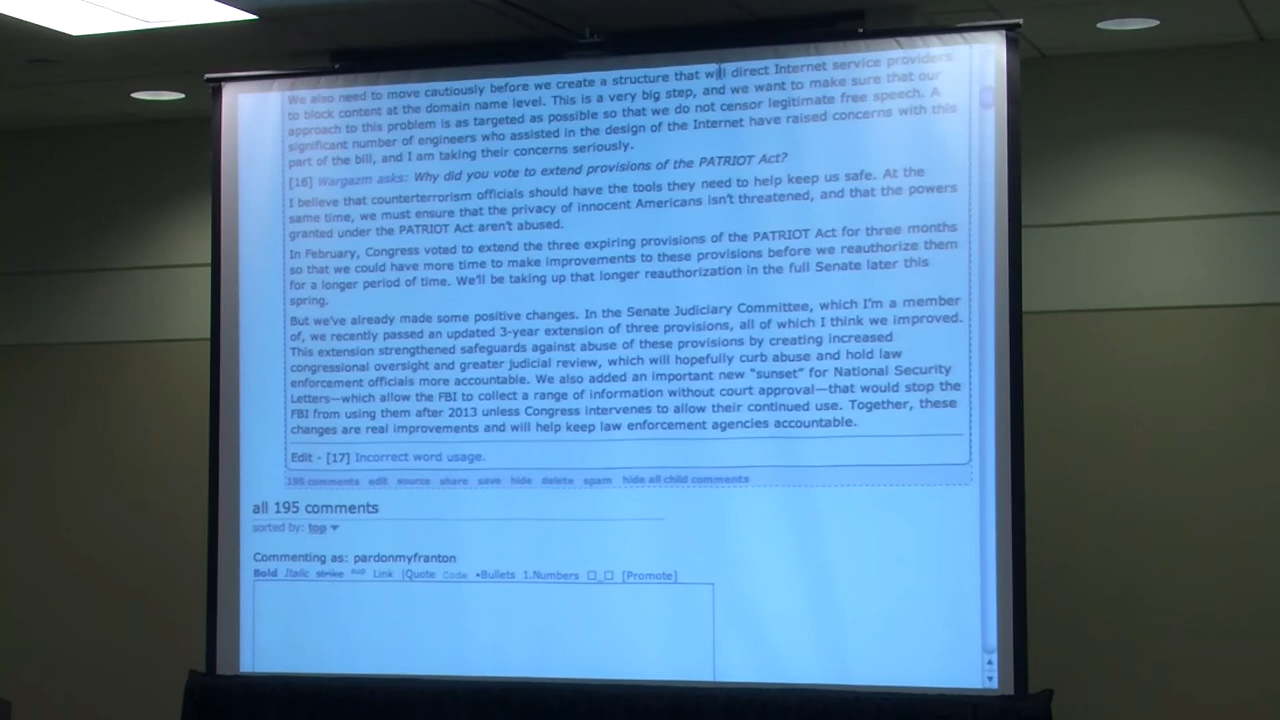 We also need to move cautiously before we create a structure that will direct Internet service providers
to block content at the domain name level. This is a very big step, and we want to make sure that our
approach to this problem is as targeted as possible so that we do not censor legitimate free speech. A
significant number of engineers who assisted in the design of the Internet have raised concerns with this
part of the bill, and I am taking their concerns seriously.
[16] Wargazm asks: Why did you vote to extend provisions of the PATRIOT Act?
I believe that counterterrorism officials should have the tools they need to help keep us safe. At the
same time, we must ensure that the privacy of innocent Americans isn't threatened, and that the powers
granted under the PATRIOT Act aren't abused.
In February, Congress voted to extend the three expiring provisions of the PATRIOT Act for three months
so that we could have more time to make improvements to these provisions before we reauthorize them
for a longer period of time. We'll be taking up that longer reauthorization in the full Senate later this
spring.
But we've already made some positive changes. In the Senate Judiciary Committee, which I'm a member
of, we recently passed an updated 3-year extension of three provisions, all of which I think we improved.
This extension strengthened safeguards against abuse of these provisions by creating increased
congressional oversight and greater judicial review, which will hopefully curb abuse and hold law
enforcement officials more accountable. We also added an important new "sunset" for National Security
Letters—which allow the FBI to collect a range of information without court approval—that would stop the
FBI from using them after 2013 unless Congress intervenes to allow their continued use. Together, these
changes are real improvements and will help keep law enforcement agencies accountable.
Edit - [17] Incorrect word usage.
195 comments edit source share save hide delete spam hide all child comments
all 195 comments
sorted by: top
Commenting as: pardonmyfranton
Bold Italic strike sup Link |Quote Code •Bullets 1.Numbers [Promote]